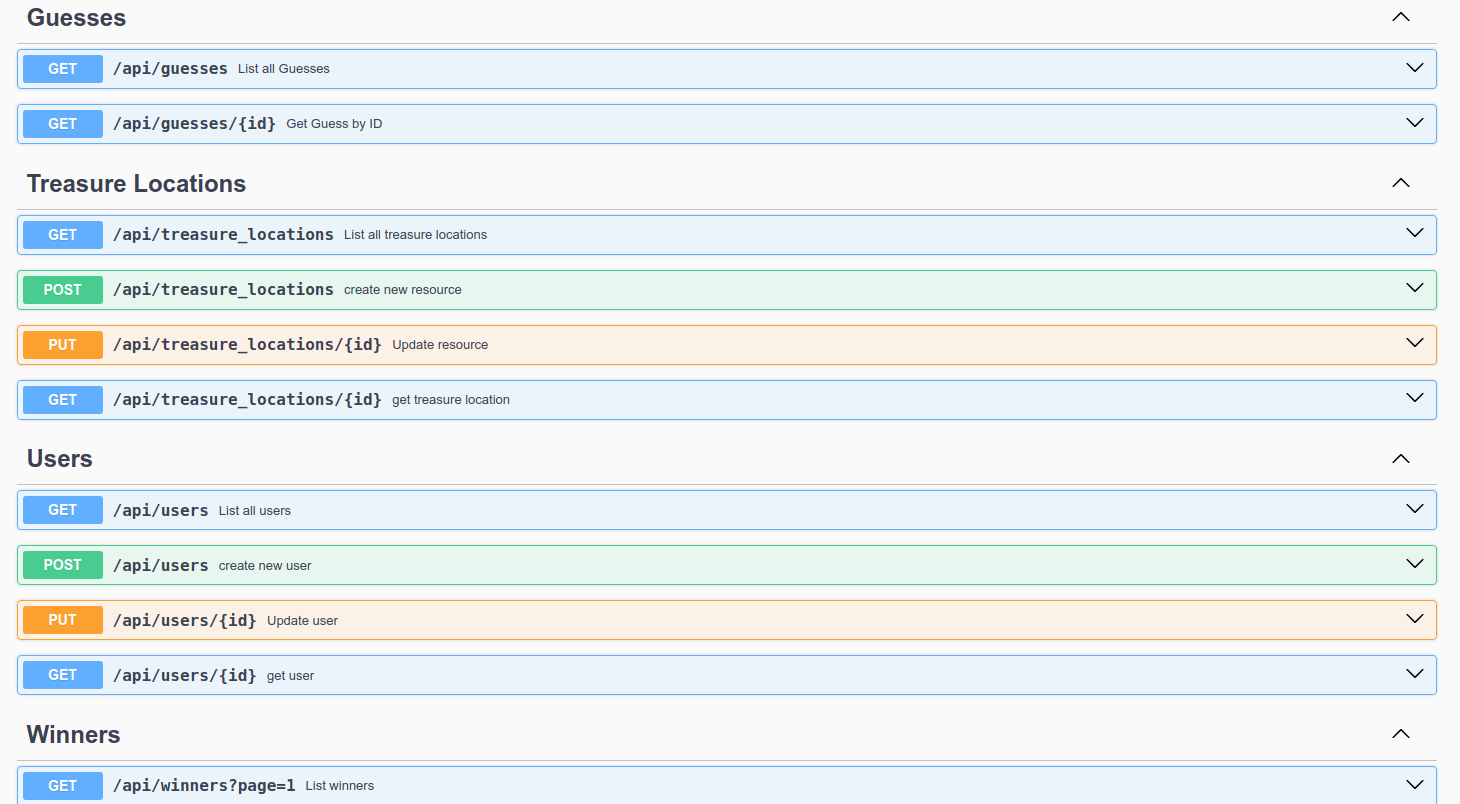 Guesses
GET /api/guesses List all Guesses
GET /api/guesses/{id} Get Guess by ID
Treasure Locations
GET /api/treasure_locations List all treasure locations
POST /api/treasure_locations create new resource
PUT /api/treasure_locations/{id} Update resource
GET /api/treasure_locations/{id} get treasure location
Users
GET /api/users List all users
POST /api/users create new user
PUT /api/users/{id} Update user
GET /api/users/{id} get user
Winners
GET /api/winners?page=1 List winners